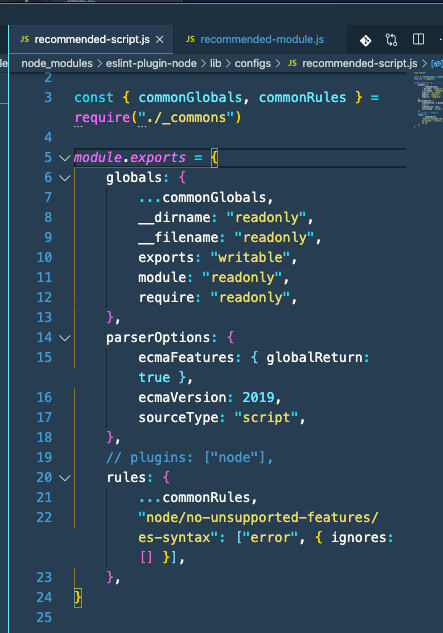 recommended-script.js
recommended-module.js
node_modules > eslint-plugin-node > lib > configs > JS recommended-script.js >
2
3 const { commonGlobals, commonRules } =
require("./_commons")
4
5 module.exports = {
6 globals: {
7 ...commonGlobals,
8 __dirname: "readonly",
9 __filename: "readonly",
10 exports: "writable",
11 module: "readonly",
12 require: "readonly",
13 },
14 parserOptions: {
15 ecmaFeatures: { globalReturn:
true },
16 ecmaVersion: 2019,
17 sourceType: "script",
18 },
19 // plugins: ["node"],
20 rules: {
21 ...commonRules,
22 "node/no-unsupported-features/
es-syntax": ["error", { ignores:
[] }],
23 },
24 }
25